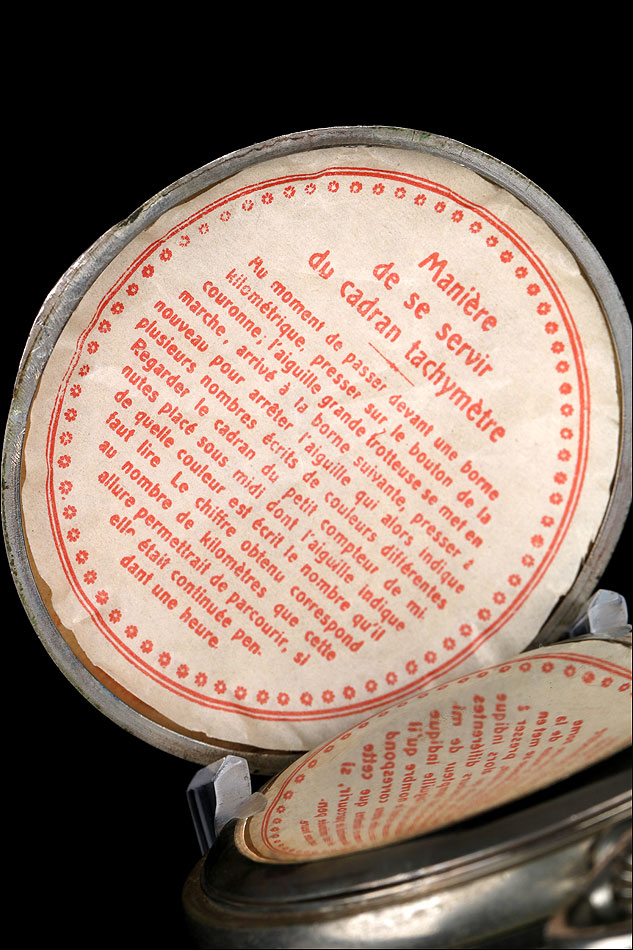 Manière
de se servir
du cadran tachymètre
Au moment de passer devant une borne
kilométrique, presser sur le bouton de la
couronne; l'aiguille grande trotteuse se met en
marche, arrivé à la borne suivante, presser à
nouveau pour arrêter l'aiguille qui alors indique
plusieurs nombres écrits de couleurs différentes
Regarder le cadran du petit compteur de mi
nutes placé sous midi dont l'aiguille indique
de quelle couleur est écrit le nombre qu'il
faut lire Le chiffre obtenu correspond
au nombre de kilomètres que cette
allure permettrait de parcourir, si
elle était continuée pen.
dant une heure.